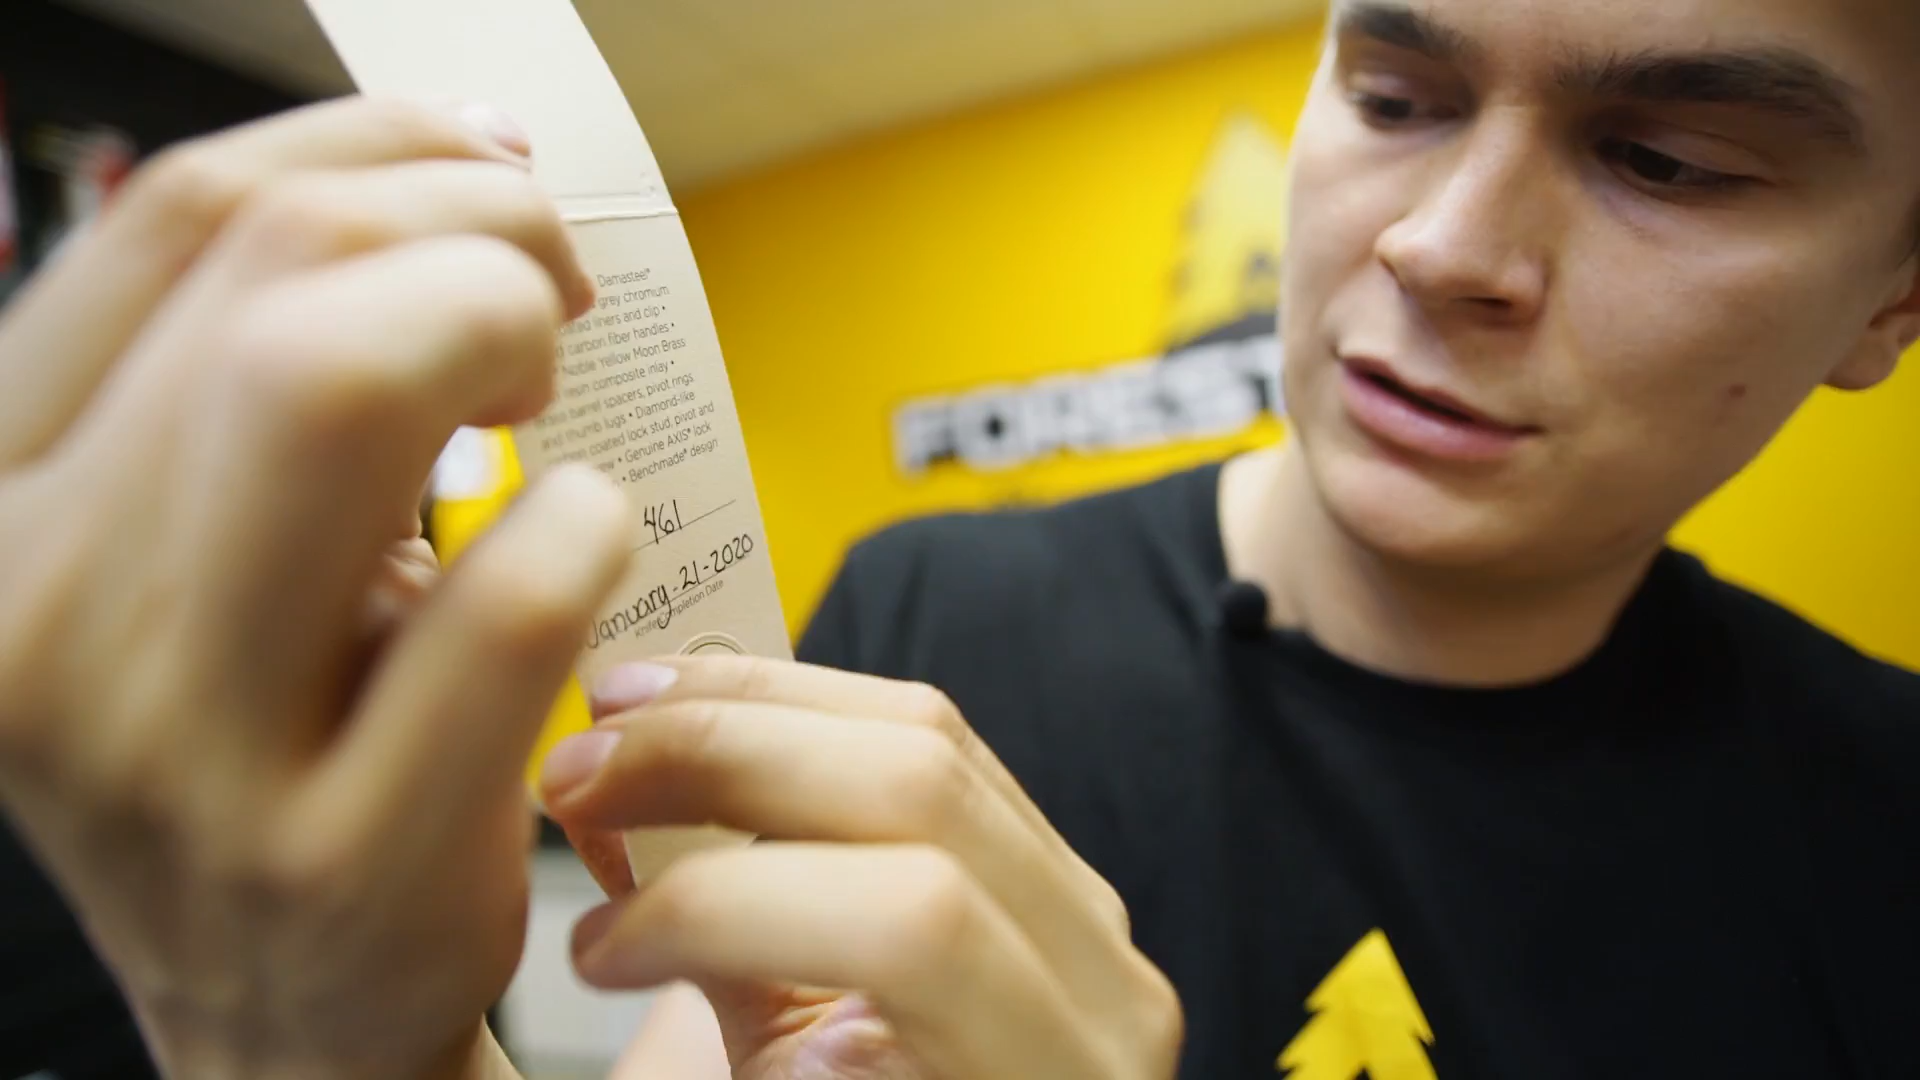 Damasteel®
grey chromium
liners and clip •
carbon fiber handles •
Noble Yellow Moon Brass
resin composite inlay •
barrel spacers, pivot rings
and thumb lugs • Diamond-like
carbon coated lock stud, pivot and
• Genuine AXIS® lock
• Benchmade® design
461
January-21-2020
Knife Completion Date
FOREST